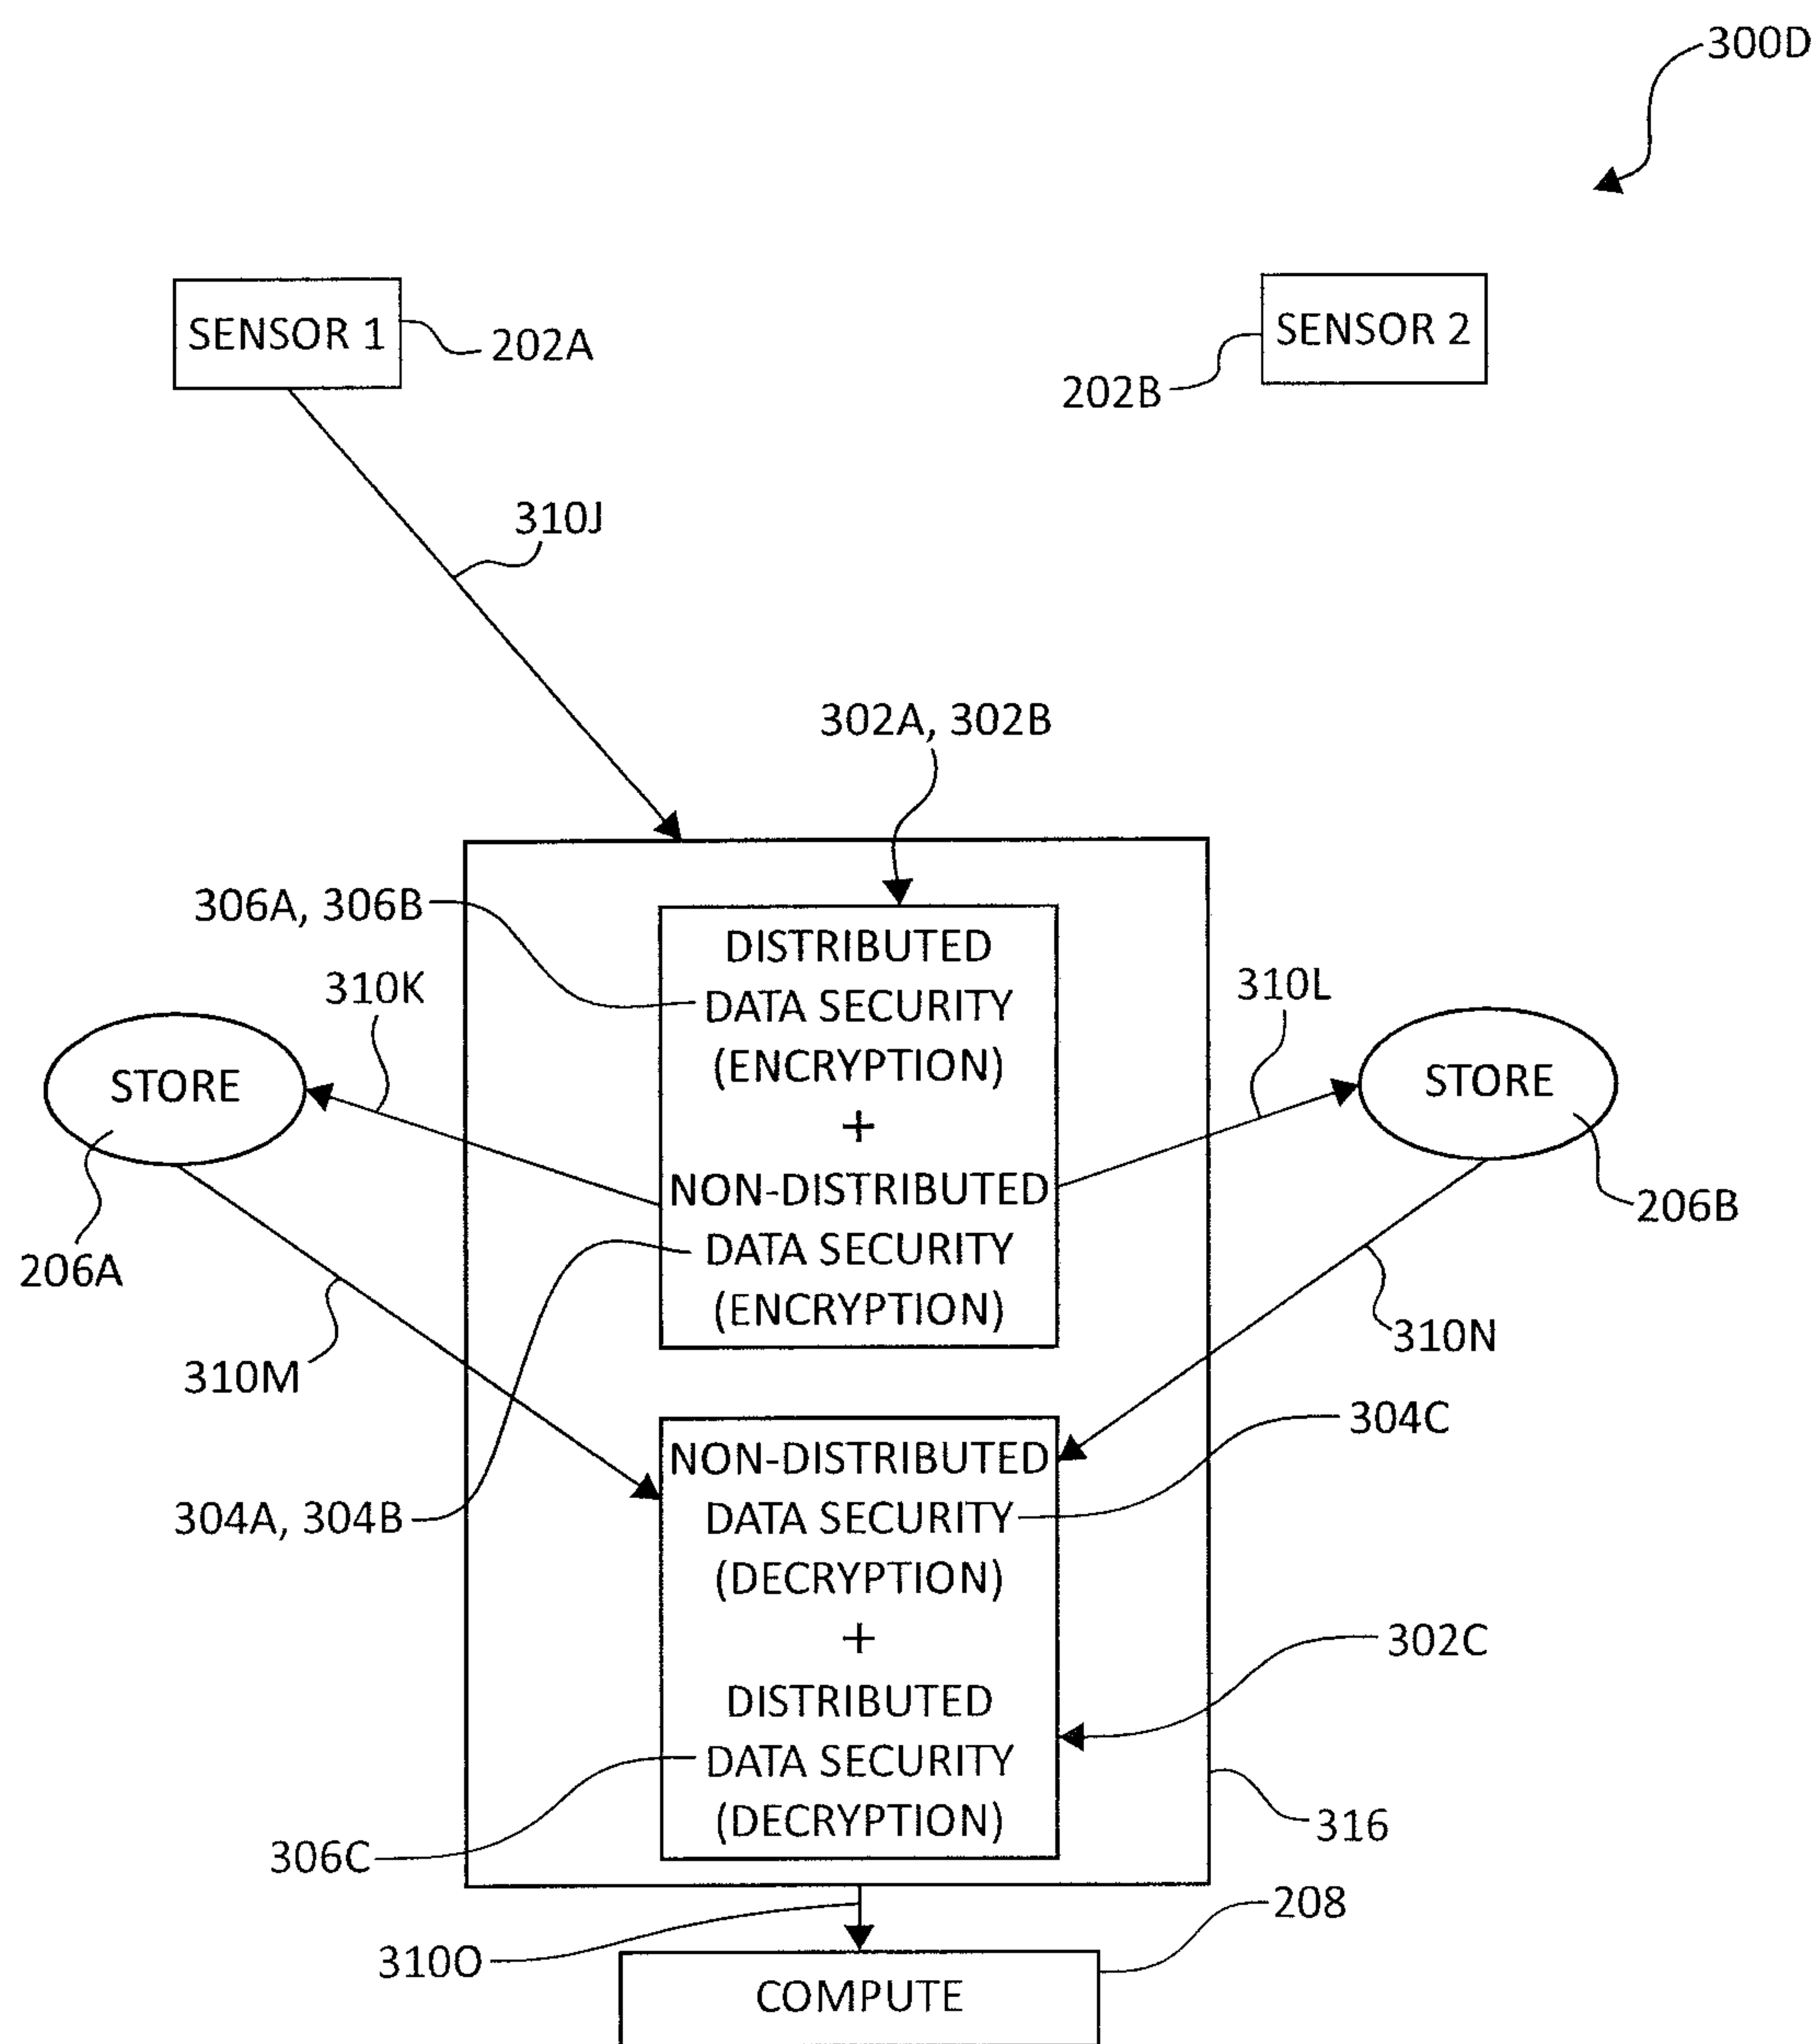 300D
SENSOR 1
202A
SENSOR 2
202B
310J
302A, 302B
306A, 306B
DISTRIBUTED
DATA SECURITY
(ENCRYPTION)
+
NON-DISTRIBUTED
DATA SECURITY
(ENCRYPTION)
310K
310L
STORE
STORE
206A
206B
310M
310N
304A, 304B
NON-DISTRIBUTED
DATA SECURITY
(DECRYPTION)
+
DISTRIBUTED
DATA SECURITY
(DECRYPTION)
304C
302C
306C
316
310O
208
COMPUTE